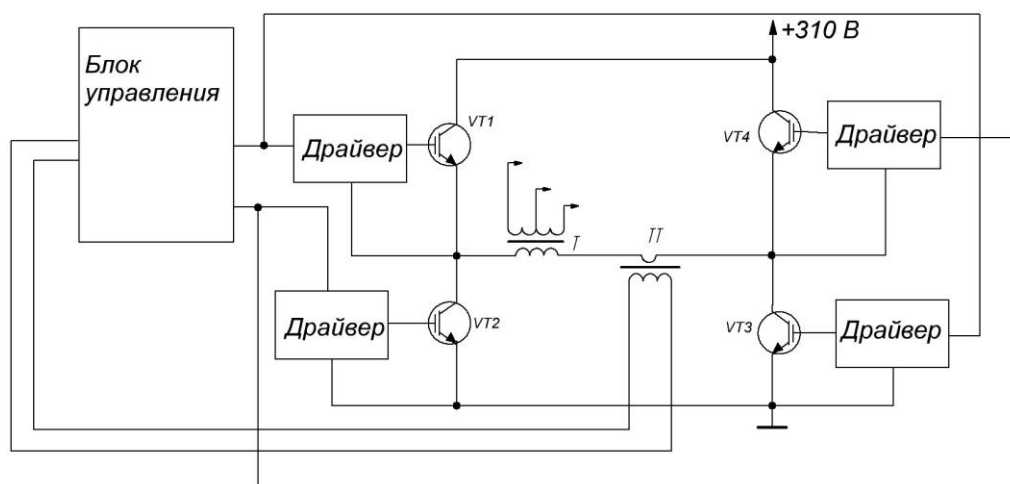 +310 В
Блок
управления
VT1
Драйвер
VT4
Драйвер
T
TT
Драйвер
VT2
VT3
Драйвер